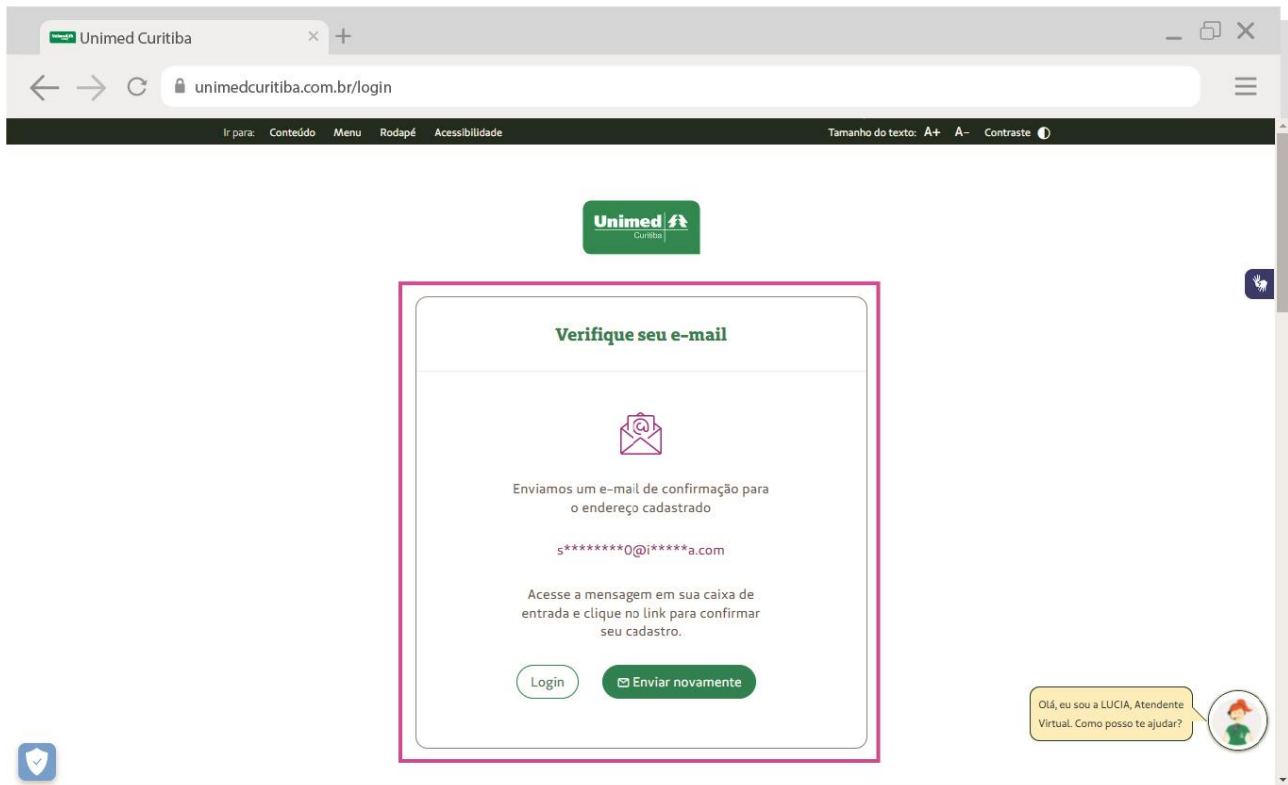 Unimed Curitiba
unimedcuritiba.com.br/login
Ir para: Conteúdo Menu Rodapé Acessibilidade Tamanho do texto: A+ A- Contraste
Unimed
Curitiba
Verifique seu e-mail
Enviamos um e-mail de confirmação para
o endereço cadastrado
s********0@i*****a.com
Acesse a mensagem em sua caixa de
entrada e clique no link para confirmar
seu cadastro.
Login Enviar novamente
Olá, eu sou a LUCIA, Atendente
Virtual. Como posso te ajudar?